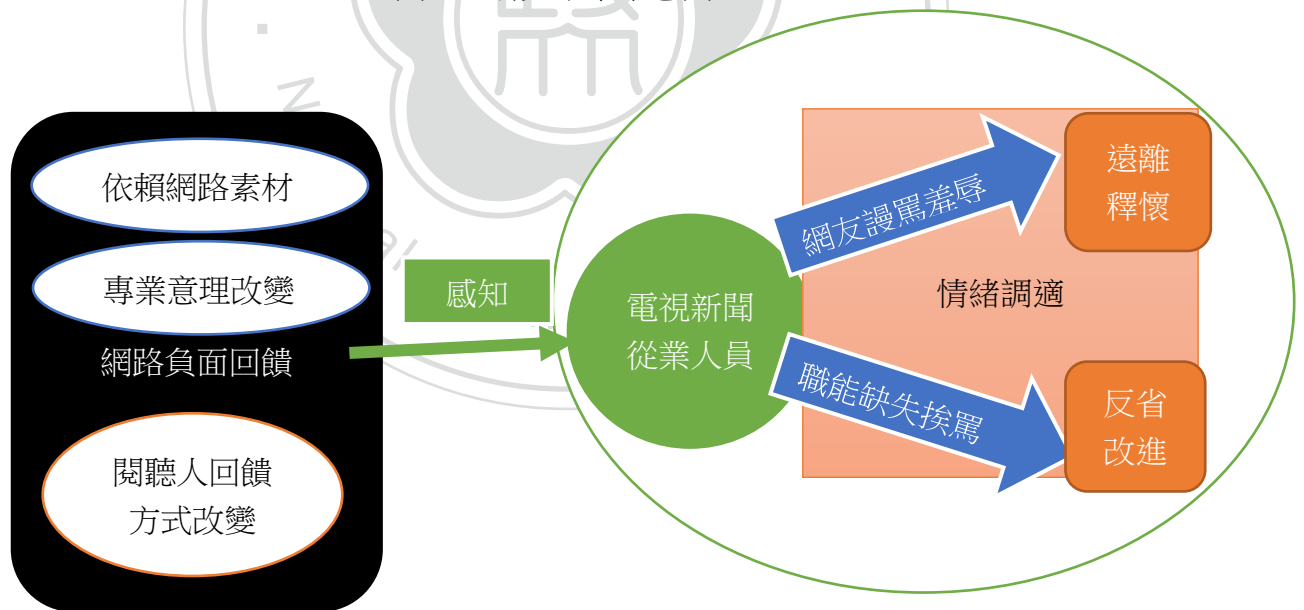 依賴網路素材
專業意理改變
網路負面回饋
閱聽人回饋
方式改變
感知
電視新聞
從業人員
網友謾罵羞辱
職能缺失挨罵
情緒調適
遠離
釋懷
反省
改進